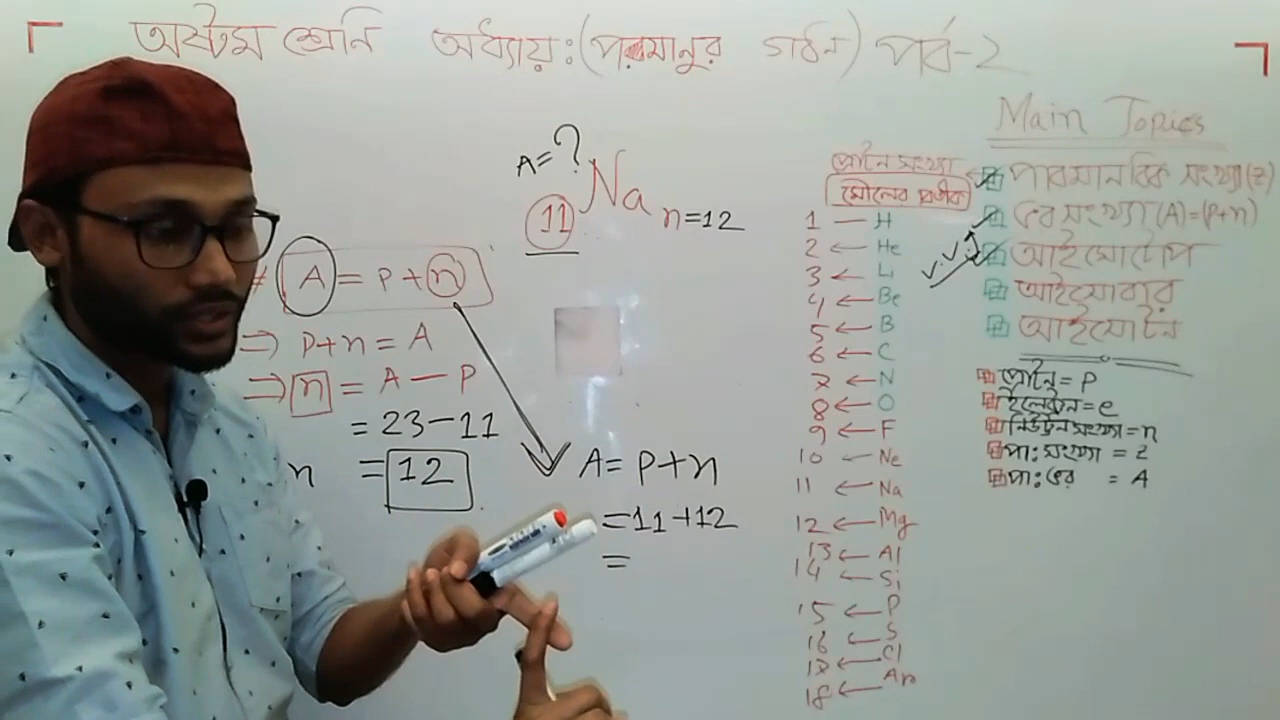 অষ্টম শ্রেনি অধ্যায়:(পরমানুর গঠন) পর্ব-২
A=?
11 Na n=12
A = P + n
⇒ P+n = A
⇒ n = A — P
= 23-11
n = 12
A = P+n
=11+12
=
প্রোটন সংখ্যা
মৌলের প্রতীক
1 — H
2 ← He
3 ← Li
4 ← Be
5 ← B
6 ← C
7 ← N
8 ← O
9 ← F
10 ← Ne
11 ← Na
12 ← Mg
13 ← Al
14 ← Si
15 ← P
16 ← S
17 ← Cl
18 ← Ar
Main Topics
পারমানবিক সংখ্যা(z)
ভর সংখ্যা(A)=(P+n)
V.V.I আইসোটোপ
আইসোবার
আইসোটন
প্রোটন = P
ইলেকট্রন = e
নিউট্রন সংখ্যা = n
পা: সংখ্যা = z
পা: ভর = A